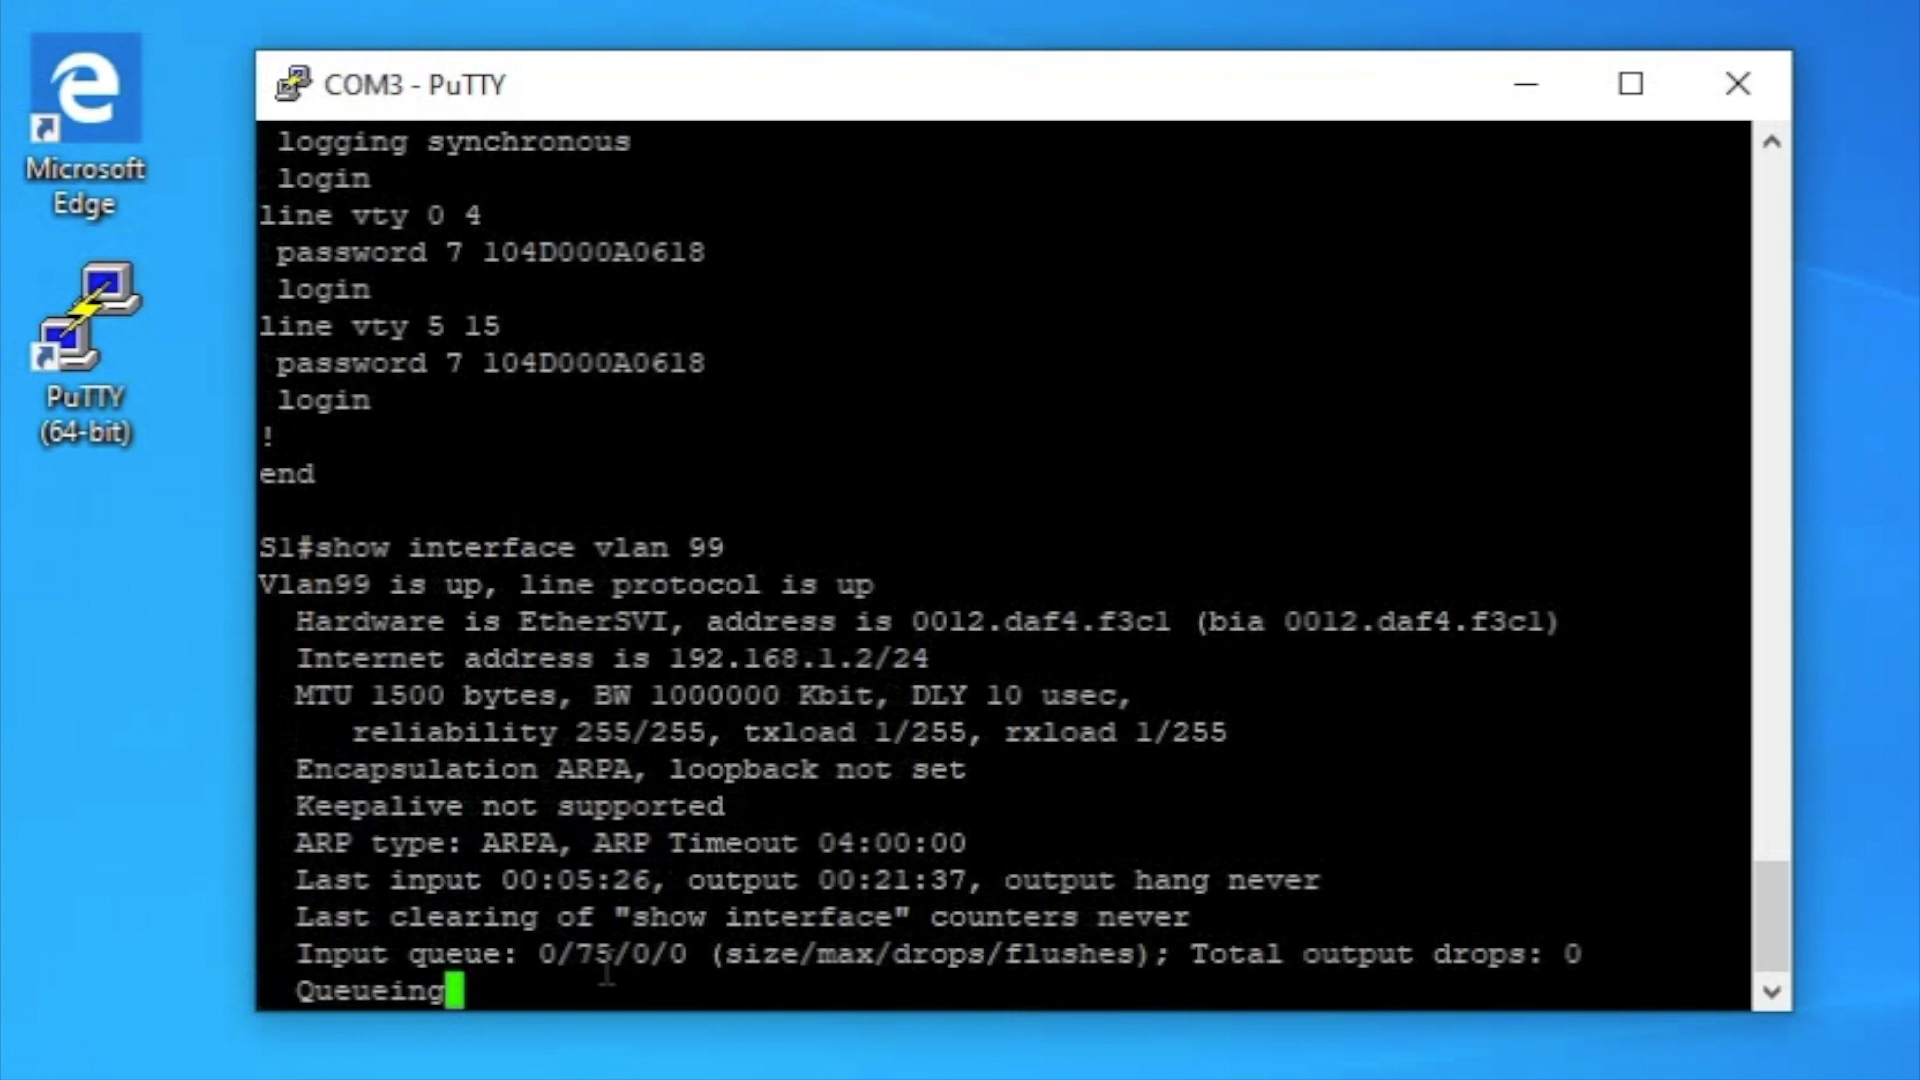 Microsoft
Edge
PuTTY
(64-bit)
COM3 - PuTTY
logging synchronous
login
line vty 0 4
password 7 104D000A0618
login
line vty 5 15
password 7 104D000A0618
login
!
end
S1#show interface vlan 99
Vlan99 is up, line protocol is up
Hardware is EtherSVI, address is 0012.daf4.f3c1 (bia 0012.daf4.f3c1)
Internet address is 192.168.1.2/24
MTU 1500 bytes, BW 1000000 Kbit, DLY 10 usec,
reliability 255/255, txload 1/255, rxload 1/255
Encapsulation ARPA, loopback not set
Keepalive not supported
ARP type: ARPA, ARP Timeout 04:00:00
Last input 00:05:26, output 00:21:37, output hang never
Last clearing of "show interface" counters never
Input queue: 0/75/0/0 (size/max/drops/flushes); Total output drops: 0
Queueing